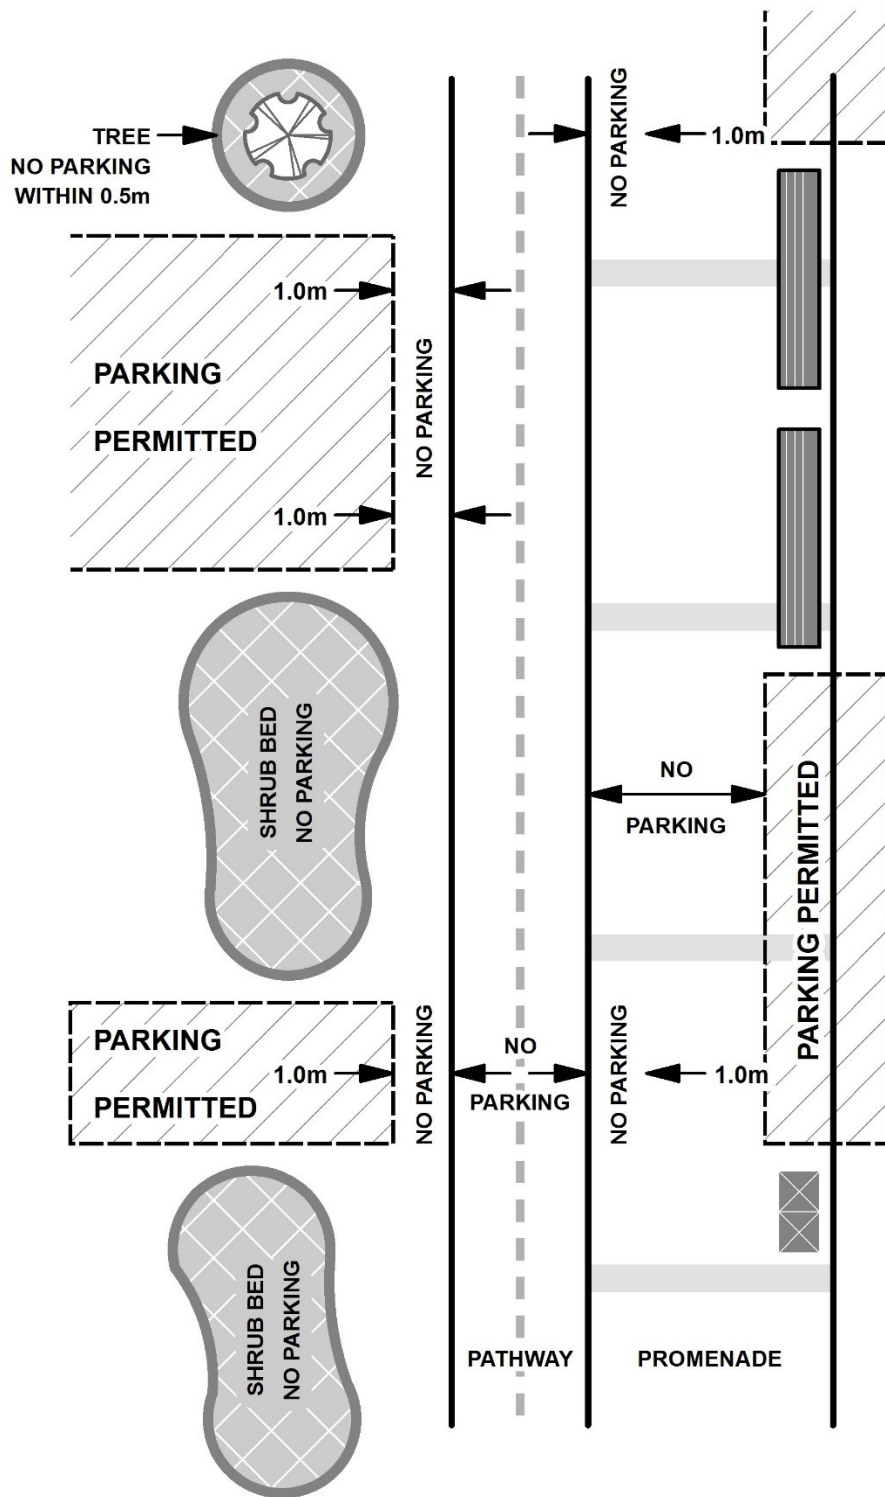 NO PARKING
TREE
NO PARKING
WITHIN 0.5m
1.0m
1.0m
PARKING
PERMITTED
NO PARKING
1.0m
SHRUB BED
NO PARKING
NO
PARKING
PARKING PERMITTED
PARKING
PERMITTED
1.0m
NO PARKING
NO
PARKING
NO PARKING
1.0m
SHRUB BED
NO PARKING
PATHWAY
PROMENADE